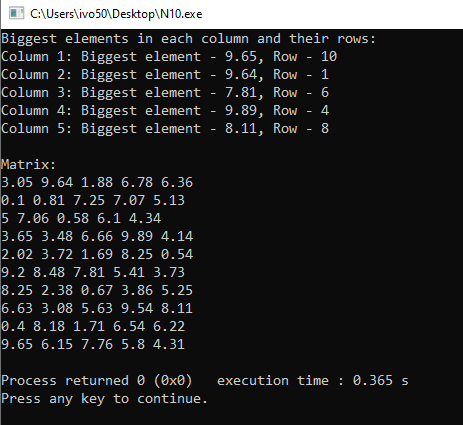 C:\Users\ivo50\Desktop\N10.exe
Biggest elements in each column and their rows:
Column 1: Biggest element - 9.65, Row - 10
Column 2: Biggest element - 9.64, Row - 1
Column 3: Biggest element - 7.81, Row - 6
Column 4: Biggest element - 9.89, Row - 4
Column 5: Biggest element - 8.11, Row - 8
Matrix:
3.05 9.64 1.88 6.78 6.36
0.1 0.81 7.25 7.07 5.13
5 7.06 0.58 6.1 4.34
3.65 3.48 6.66 9.89 4.14
2.02 3.72 1.69 8.25 0.54
9.2 8.48 7.81 5.41 3.73
8.25 2.38 0.67 3.86 5.25
6.63 3.08 5.63 9.54 8.11
0.4 8.18 1.71 6.54 6.22
9.65 6.15 7.76 5.8 4.31
Process returned 0 (0x0)   execution time : 0.365 s
Press any key to continue.